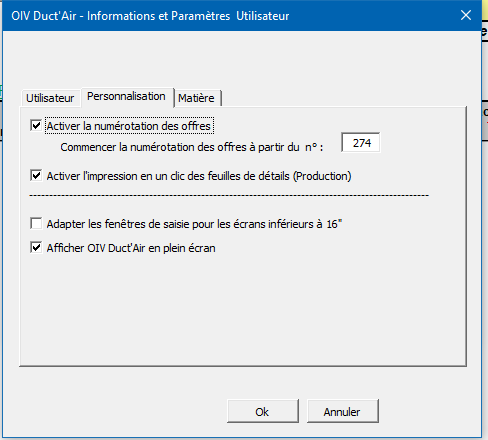 OIV Duct'Air - Informations et Paramètres Utilisateur
Utilisateur
Personnalisation
Matière
Activer la numérotation des offres
Commencer la numérotation des offres à partir du n° :
274
Activer l'impression en un clic des feuilles de détails (Production)
Adapter les fenêtres de saisie pour les écrans inférieurs à 16"
Afficher OIV Duct'Air en plein écran
Ok
Annuler